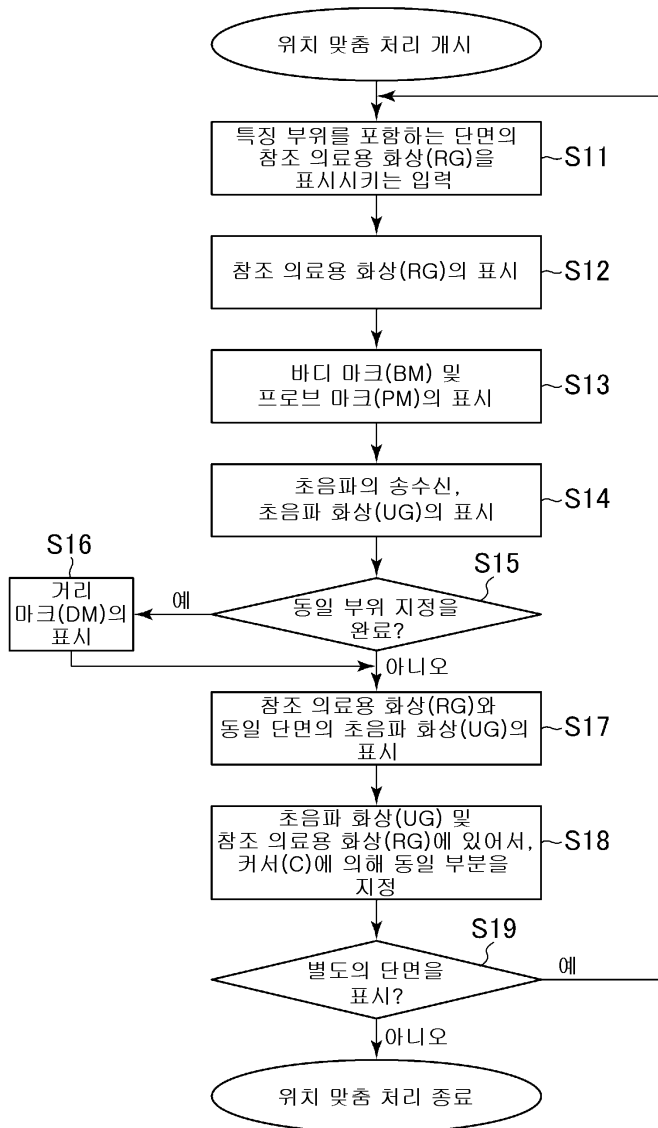 위치 맞춤 처리 개시
특징 부위를 포함하는 단면의
참조 의료용 화상(RG)을
표시시키는 입력
S11
참조 의료용 화상(RG)의 표시
S12
바디 마크(BM) 및
프로브 마크(PM)의 표시
S13
초음파의 송수신,
초음파 화상(UG)의 표시
S14
동일 부위 지정을
완료?
S15
예
S16
거리
마크(DM)의
표시
아니오
참조 의료용 화상(RG)와
동일 단면의 초음파 화상(UG)의
표시
S17
초음파 화상(UG) 및
참조 의료용 화상(RG)에 있어서,
커서(C)에 의해 동일 부분을
지정
S18
별도의 단면을
표시?
S19
예
아니오
위치 맞춤 처리 종료